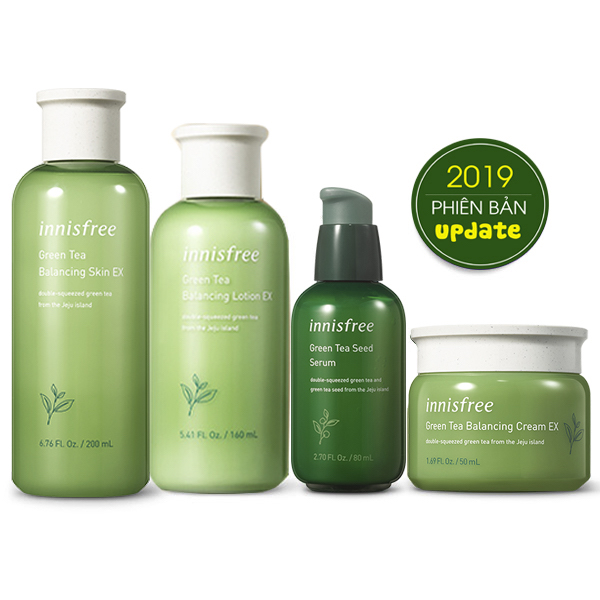 innisfree
Green Tea
Balancing Skin EX
double-squeezed green tea
from the Jeju island
6.76 FL. Oz. / 200 mL
innisfree
Green Tea
Balancing Lotion EX
double-squeezed green tea
from the Jeju island
5.41 FL. Oz. / 160 mL
innisfree
Green Tea Seed
Serum
double-squeezed green tea and
green tea seed from the Jeju island
2.70 FL. Oz. / 80 mL
2019
PHIÊN BẢN
update
innisfree
Green Tea Balancing Cream EX
double-squeezed green tea from the Jeju island
1.69 FL. Oz. / 50 mL